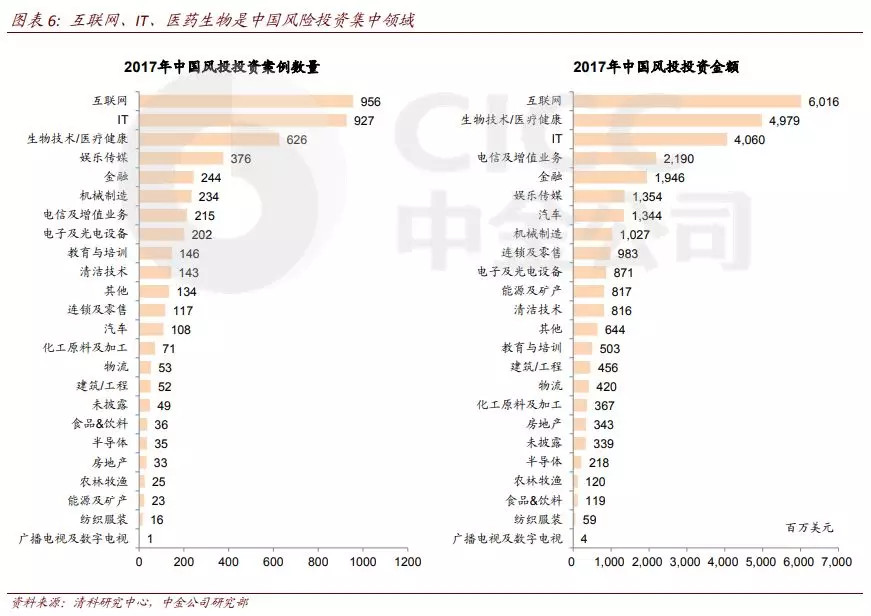 图表 6：互联网、IT、医药生物是中国风险投资集中领域
2017年中国风投投资案例数量
互联网 956
IT 927
生物技术/医疗健康 626
娱乐传媒 376
金融 244
机械制造 234
电信及增值业务 215
电子及光电设备 202
教育与培训 146
清洁技术 143
其他 134
连锁及零售 117
汽车 108
化工原料及加工 71
物流 53
建筑/工程 52
未披露 49
食品&饮料 36
半导体 35
房地产 33
农林牧渔 25
能源及矿产 23
纺织服装 16
广播电视及数字电视 1
0 200 400 600 800 1000 1200
2017年中国风投投资金额
互联网 6,016
生物技术/医疗健康 4,979
IT 4,060
电信及增值业务 2,190
金融 1,946
娱乐传媒 1,354
汽车 1,344
机械制造 1,027
连锁及零售 983
电子及光电设备 871
能源及矿产 817
清洁技术 816
其他 644
教育与培训 503
建筑/工程 456
物流 420
化工原料及加工 367
房地产 343
未披露 339
半导体 218
农林牧渔 120
食品&饮料 119
纺织服装 59
百万美元
广播电视及数字电视 4
0 1,000 2,000 3,000 4,000 5,000 6,000 7,000
CICC
中金公司
资料来源：清科研究中心，中金公司研究部